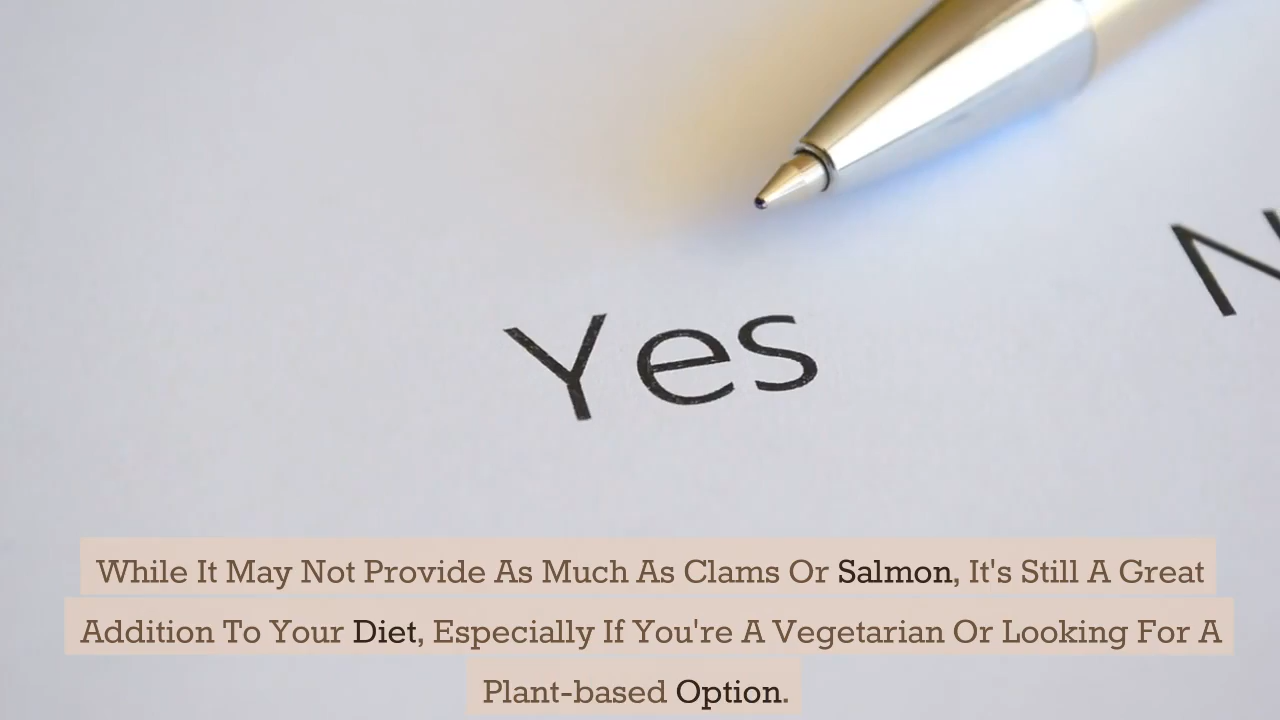 Yes
While It May Not Provide As Much As Clams Or Salmon, It's Still A Great
Addition To Your Diet, Especially If You're A Vegetarian Or Looking For A
Plant-based Option.